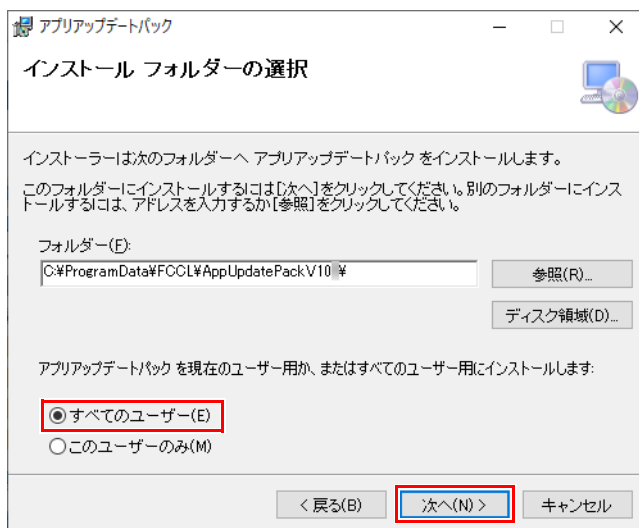 アプリアップデートパック
インストール フォルダーの選択
インストーラーは次のフォルダーへ アプリアップデートパック をインストールします。
このフォルダーにインストールするには[次へ]をクリックしてください。別のフォルダーにインス
トールするには、アドレスを入力するか[参照]をクリックしてください。
フォルダー(F):
C:¥ProgramData¥FCCL¥AppUpdatePackV10 ¥
参照(R)...
ディスク領域(D)...
アプリアップデートパック を現在のユーザー用か、またはすべてのユーザー用にインストールします:
すべてのユーザー(E)
このユーザーのみ(M)
< 戻る(B)
次へ(N) >
キャンセル